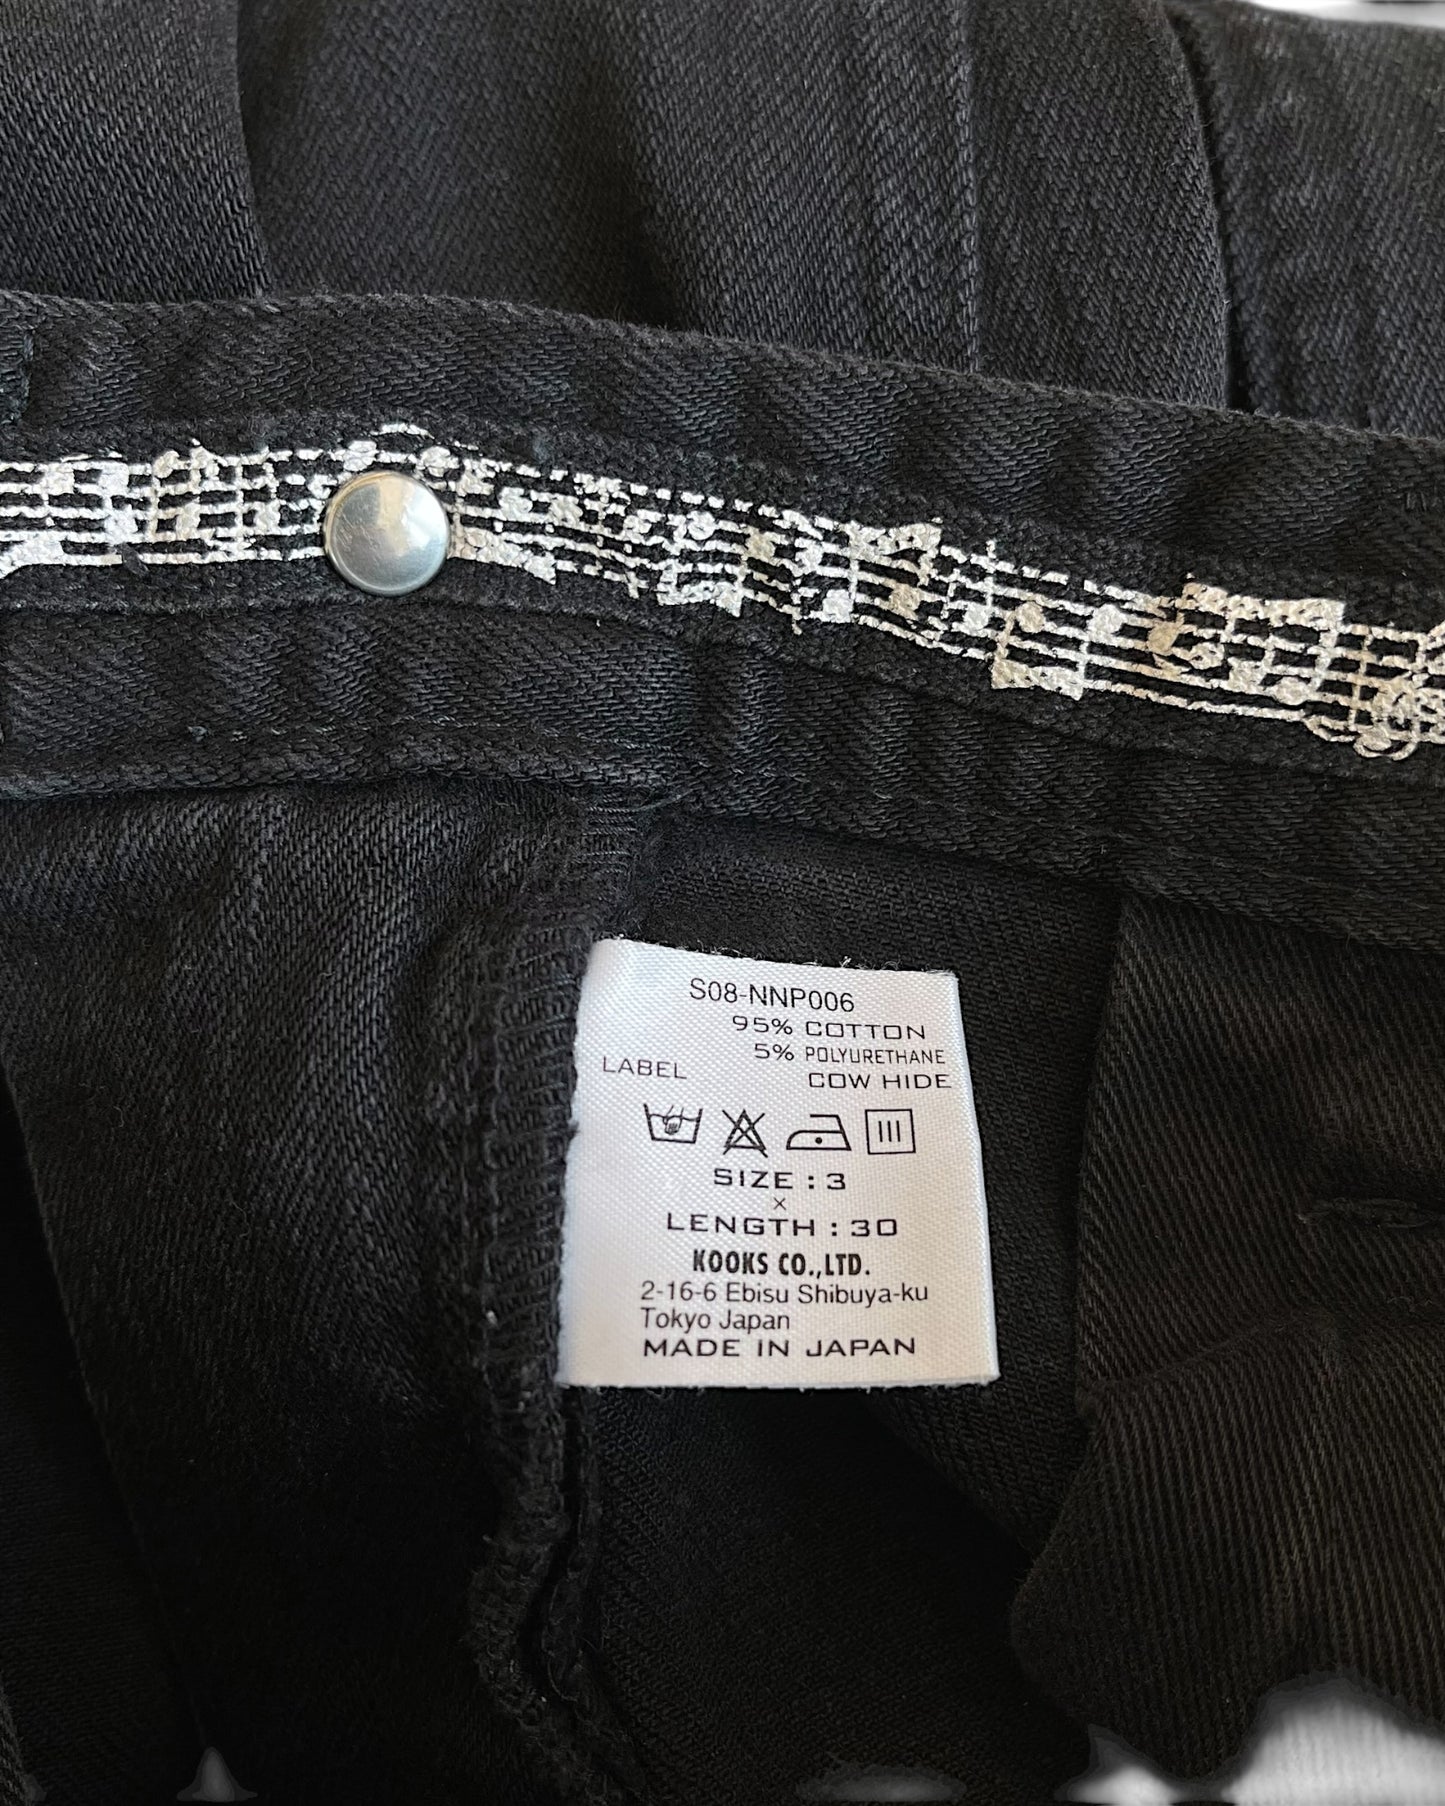 S08-NNP006
95% COTTON
5% POLYURETHANE
LABEL COW HIDE
SIZE : 3
×
LENGTH : 30
KOOKS CO.,LTD.
2-16-6 Ebisu Shibuya-ku
Tokyo Japan
MADE IN JAPAN